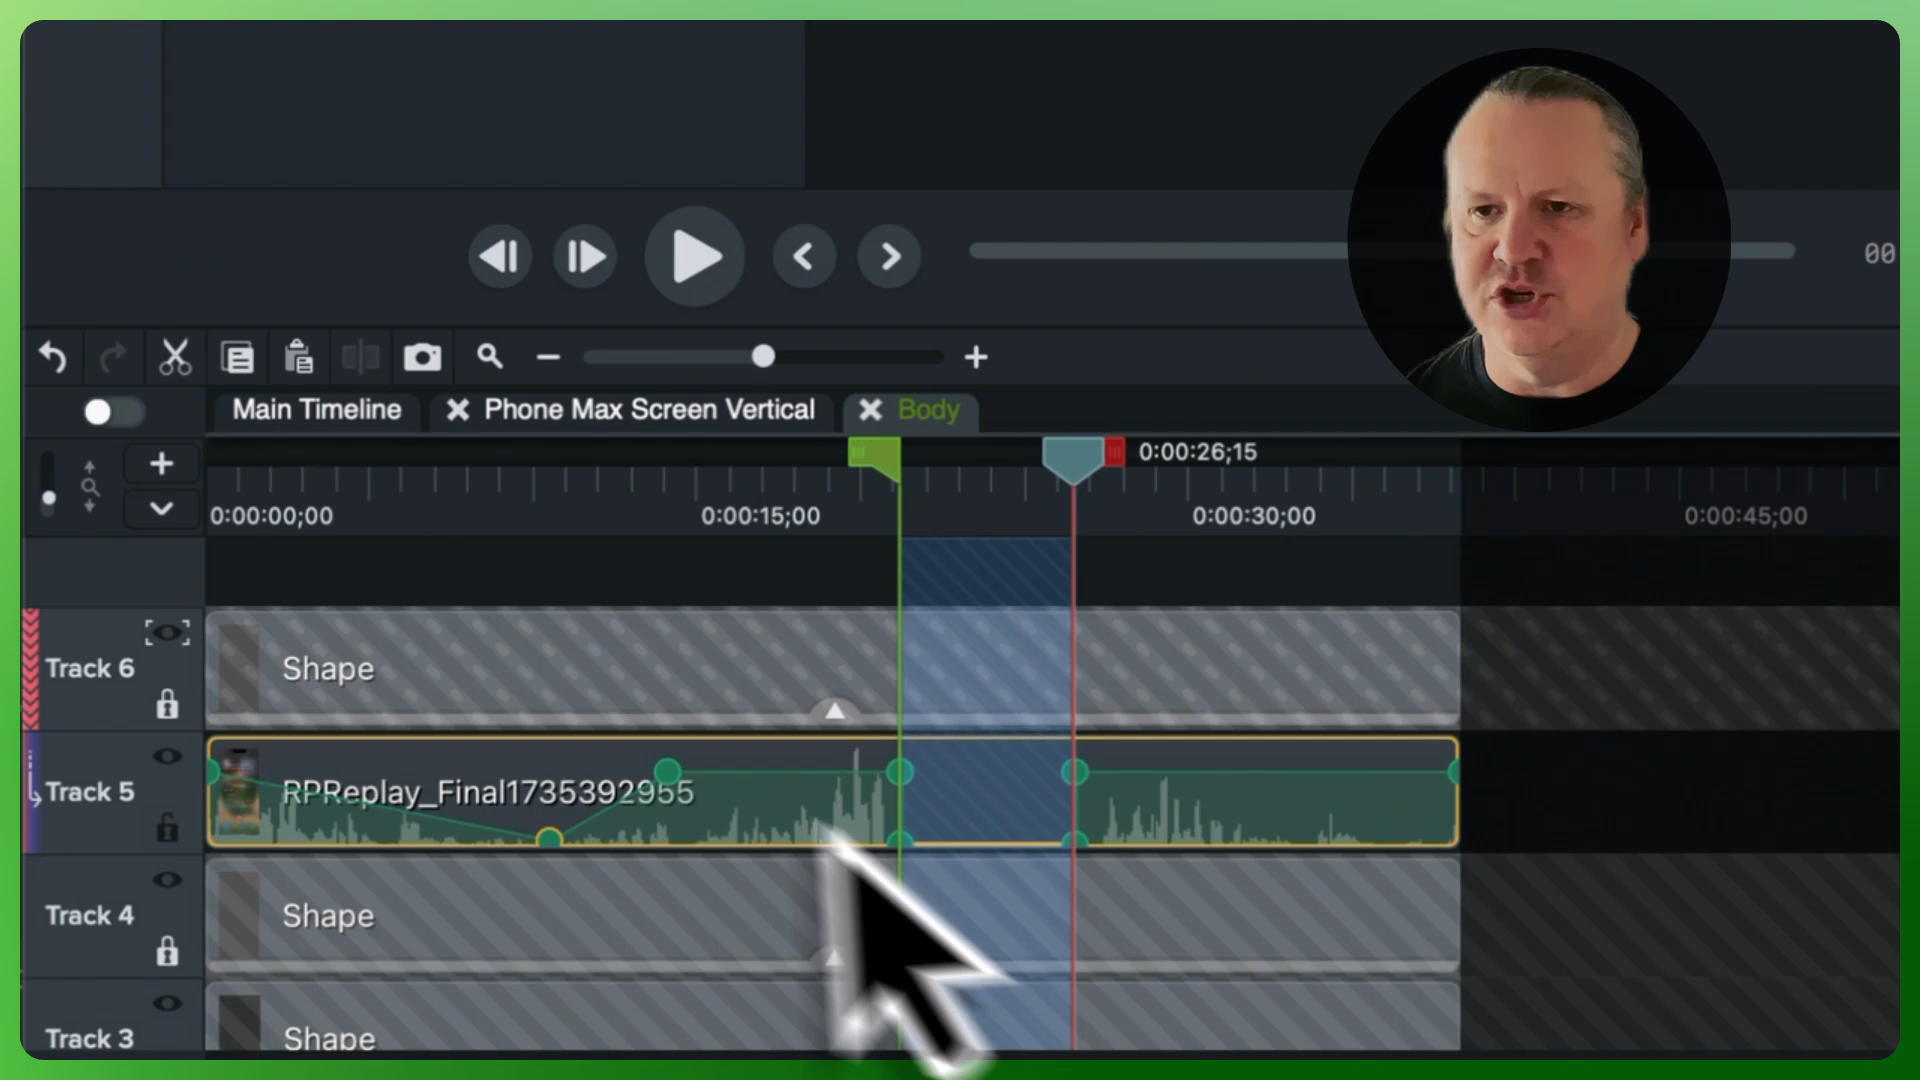 00
Main Timeline
Phone Max Screen Vertical
Body
0:00:26;15
0:00:00;00
0:00:15;00
0:00:30;00
0:00:45;00
Track 6
Shape
Track 5
RPReplay_Final1735392955
Track 4
Shape
Track 3
Shape